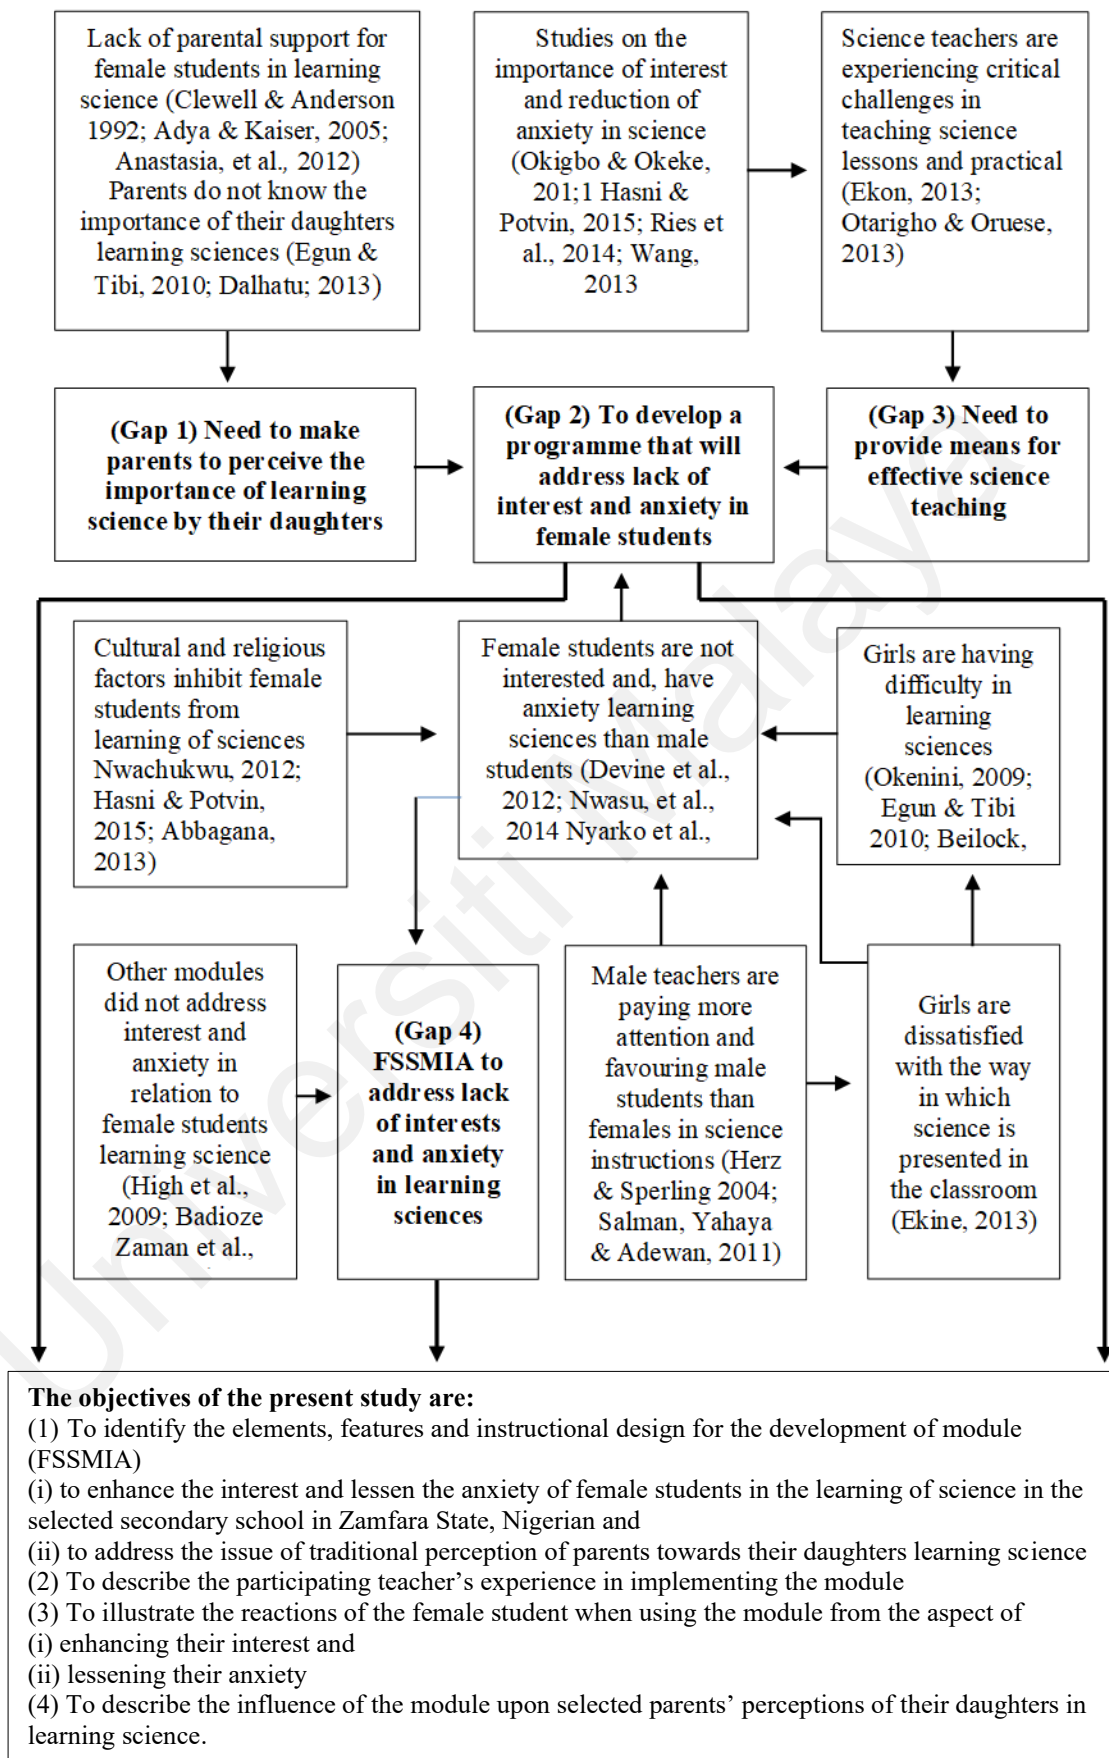 Lack of parental support for
female students in learning
science (Clewell & Anderson
1992; Adya & Kaiser, 2005;
Anastasia, et al., 2012)
Parents do not know the
importance of their daughters
learning sciences (Egun &
Tibi, 2010; Dalhatu; 2013)
Studies on the
importance of interest
and reduction of
anxiety in science
(Okigbo & Okeke,
201;1 Hasni &
Potvin, 2015; Ries et
al., 2014; Wang,
2013
Science teachers are
experiencing critical
challenges in
teaching science
lessons and practical
(Ekon, 2013;
Otarigho & Oruese,
2013)
(Gap 1) Need to make
parents to perceive the
importance of learning
science by their daughters
(Gap 2) To develop a
programme that will
address lack of
interest and anxiety in
female students
(Gap 3) Need to
provide means for
effective science
teaching
Cultural and religious
factors inhibit female
students from
learning of sciences
Nwachukwu, 2012;
Hasni & Potvin,
2015; Abbagana,
2013)
Female students are not
interested and, have
anxiety learning
sciences than male
students (Devine et al.,
2012; Nwasu, et al.,
2014 Nyarko et al.,
Girls are having
difficulty in
learning
sciences
(Okenini, 2009;
Egun & Tibi
2010; Beilock,
Other modules
did not address
interest and
anxiety in
relation to
female students
learning science
(High et al.,
2009; Badioze
Zaman et al.,
(Gap 4)
FSSMIA to
address lack
of interests
and anxiety
in learning
sciences
Male teachers are
paying more
attention and
favouring male
students than
females in science
instructions (Herz
& Sperling 2004;
Salman, Yahaya
& Adewan, 2011)
Girls are
dissatisfied
with the way
in which
science is
presented in
the classroom
(Ekine, 2013)
The objectives of the present study are:
(1) To identify the elements, features and instructional design for the development of module
(FSSMIA)
(i) to enhance the interest and lessen the anxiety of female students in the learning of science in the
selected secondary school in Zamfara State, Nigerian and
(ii) to address the issue of traditional perception of parents towards their daughters learning science
(2) To describe the participating teacher's experience in implementing the module
(3) To illustrate the reactions of the female student when using the module from the aspect of
(i) enhancing their interest and
(ii) lessening their anxiety
(4) To describe the influence of the module upon selected parents' perceptions of their daughters in
learning science.
Universiti Malaya